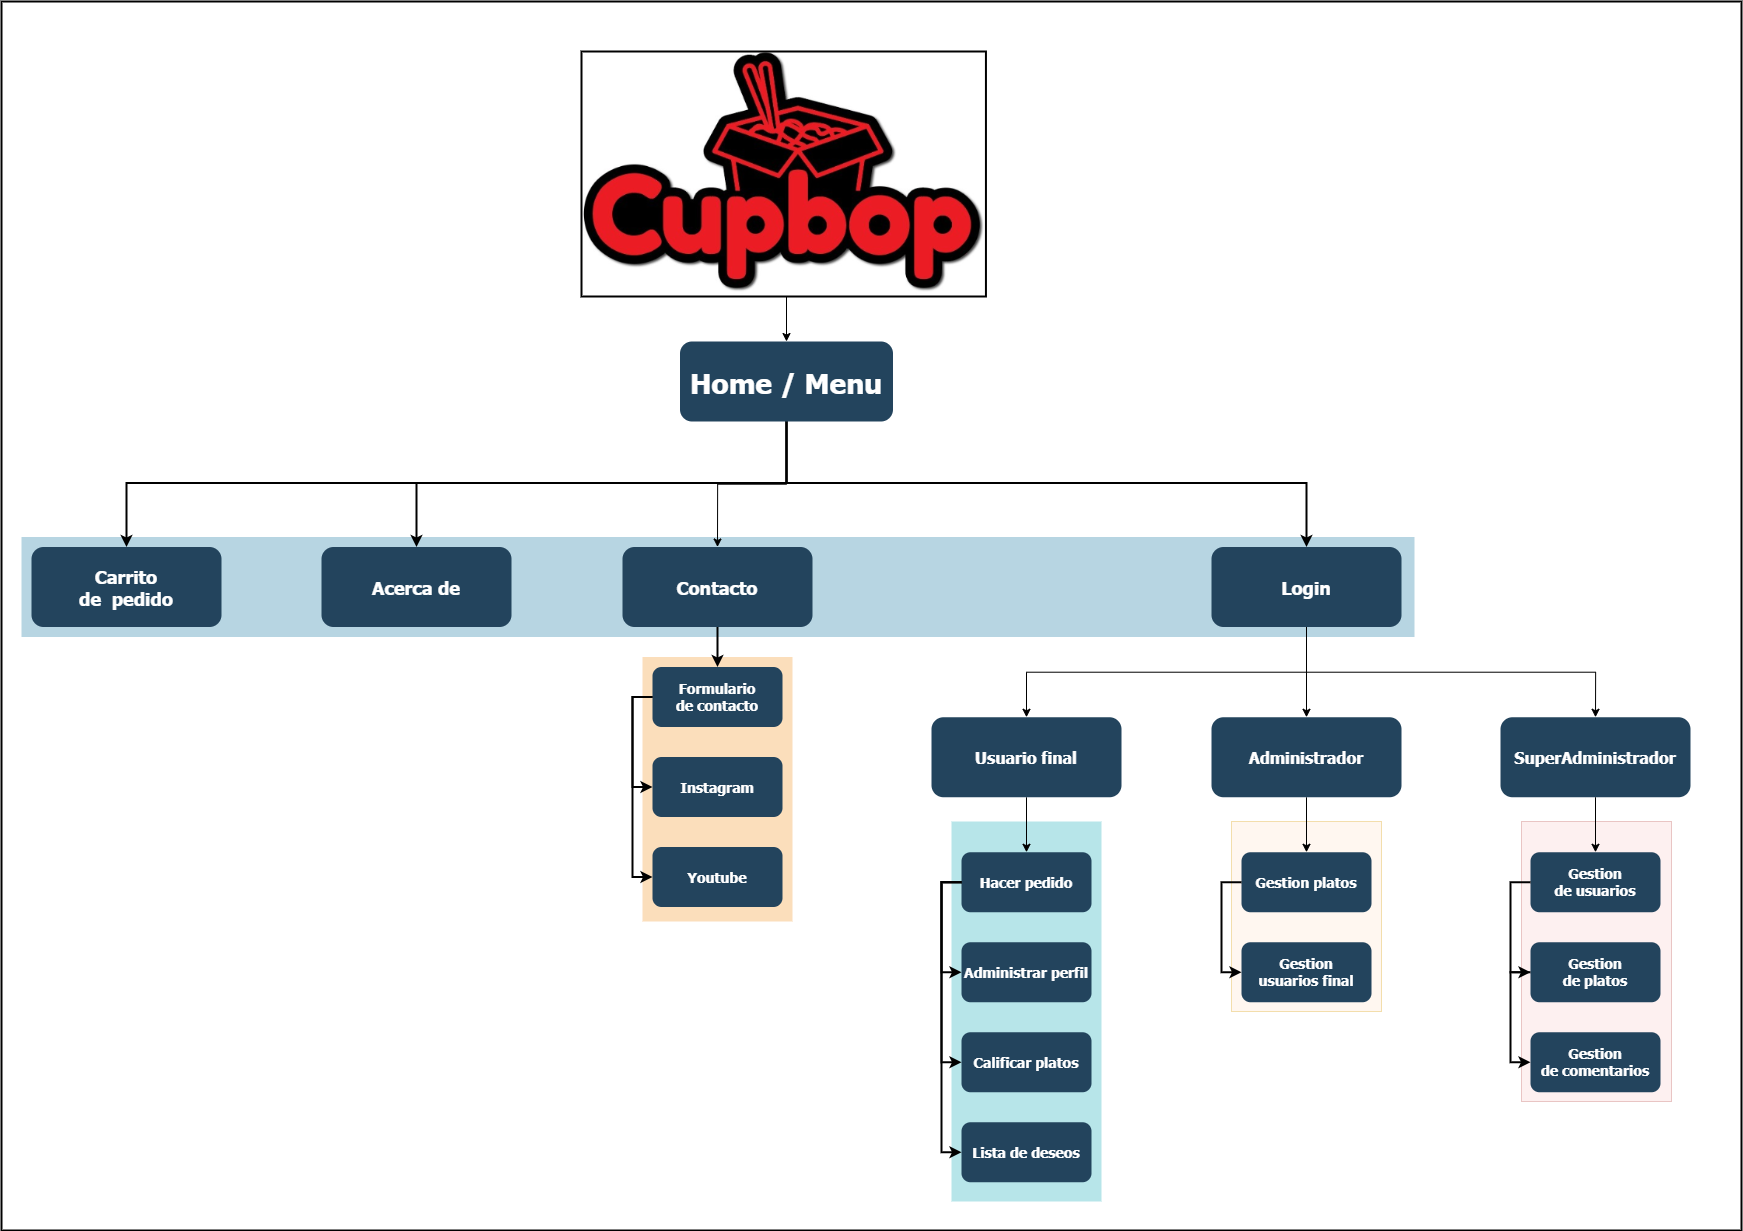 Cupbop
Home / Menu
Carrito
de pedido
Acerca de
Contacto
Login
Formulario
de contacto
Instagram
Youtube
Usuario final
Administrador
SuperAdministrador
Hacer pedido
Administrar perfil
Calificar platos
Lista de deseos
Gestion platos
Gestion
usuarios final
Gestion
de usuarios
Gestion
de platos
Gestion
de comentarios